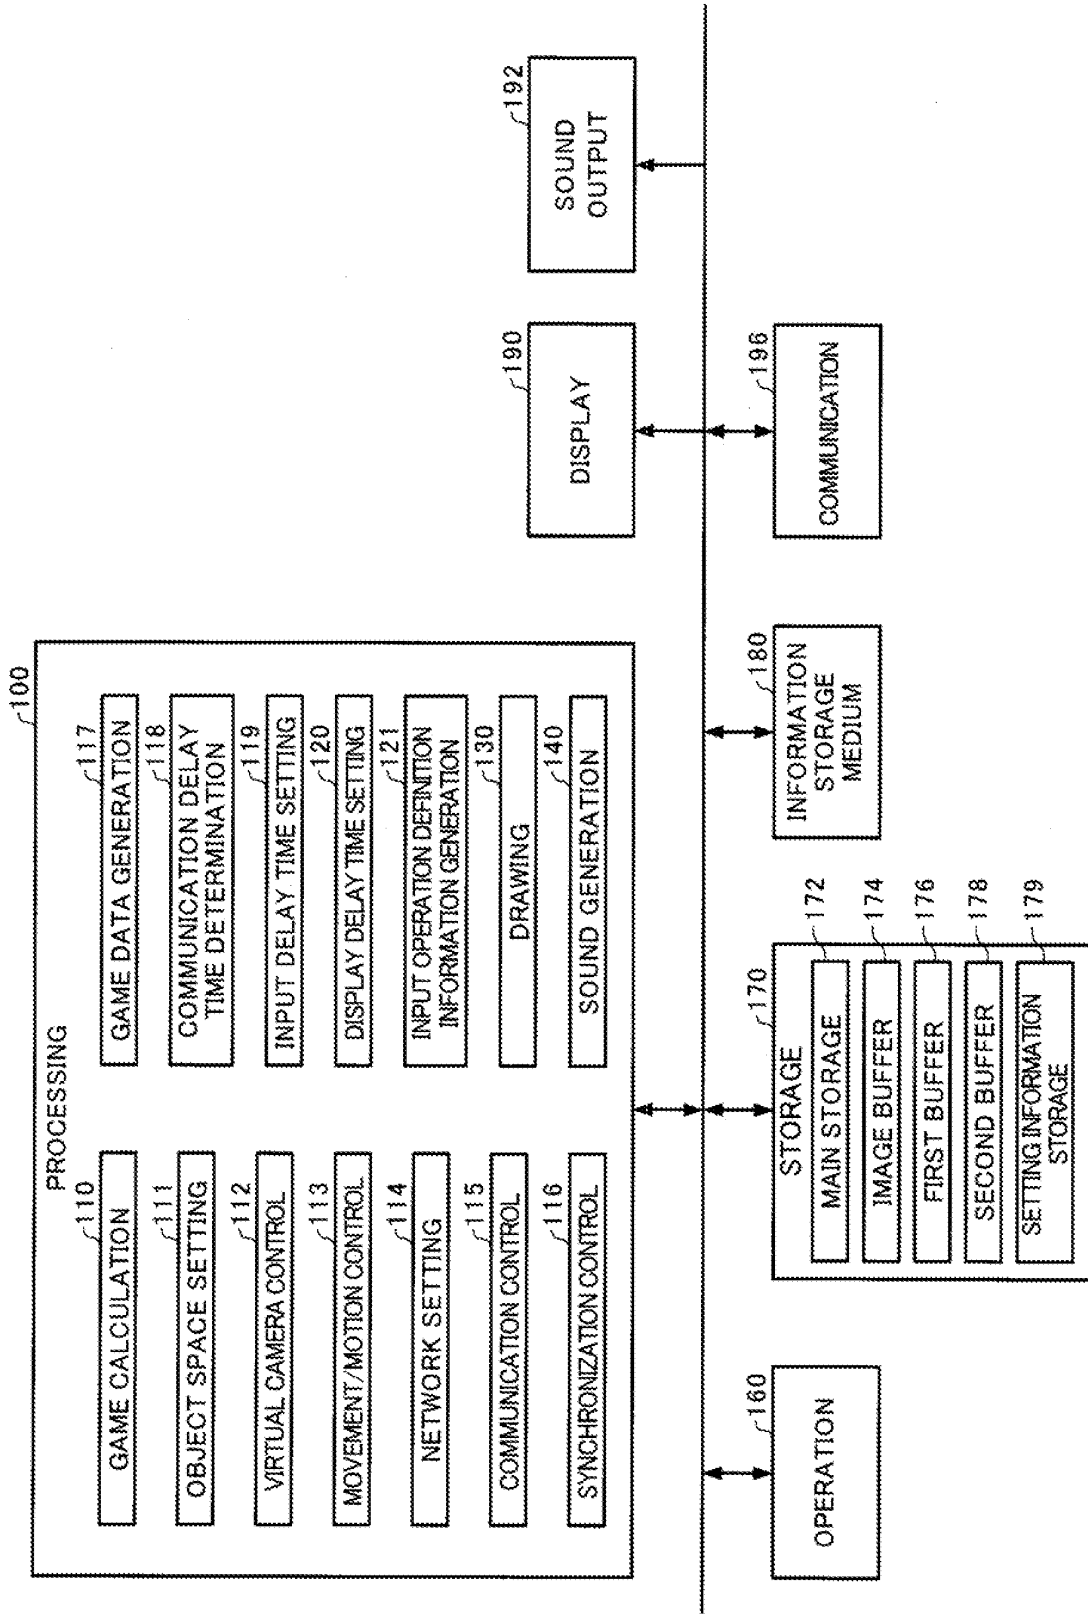 PROCESSING
100
110
GAME CALCULATION
111
OBJECT SPACE SETTING
112
VIRTUAL CAMERA CONTROL
113
MOVEMENT/MOTION CONTROL
114
NETWORK SETTING
115
COMMUNICATION CONTROL
116
SYNCHRONIZATION CONTROL
117
GAME DATA GENERATION
118
COMMUNICATION DELAY
TIME DETERMINATION
119
INPUT DELAY TIME SETTING
120
DISPLAY DELAY TIME SETTING
121
INPUT OPERATION DEFINITION
INFORMATION GENERATION
130
DRAWING
140
SOUND GENERATION
190
DISPLAY
192
SOUND
OUTPUT
160
OPERATION
170
STORAGE
MAIN STORAGE
172
IMAGE BUFFER
174
FIRST BUFFER
176
SECOND BUFFER
178
SETTING INFORMATION
STORAGE
179
180
INFORMATION
STORAGE
MEDIUM
196
COMMUNICATION